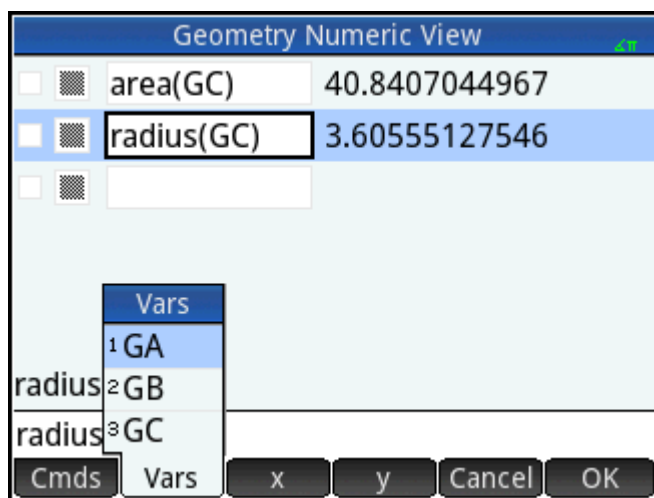 Geometry Numeric View ∡π
area(GC) 40.8407044967
radius(GC) 3.60555127546
Vars
1 GA
radius 2 GB
radius 3 GC
Cmds Vars x y Cancel OK